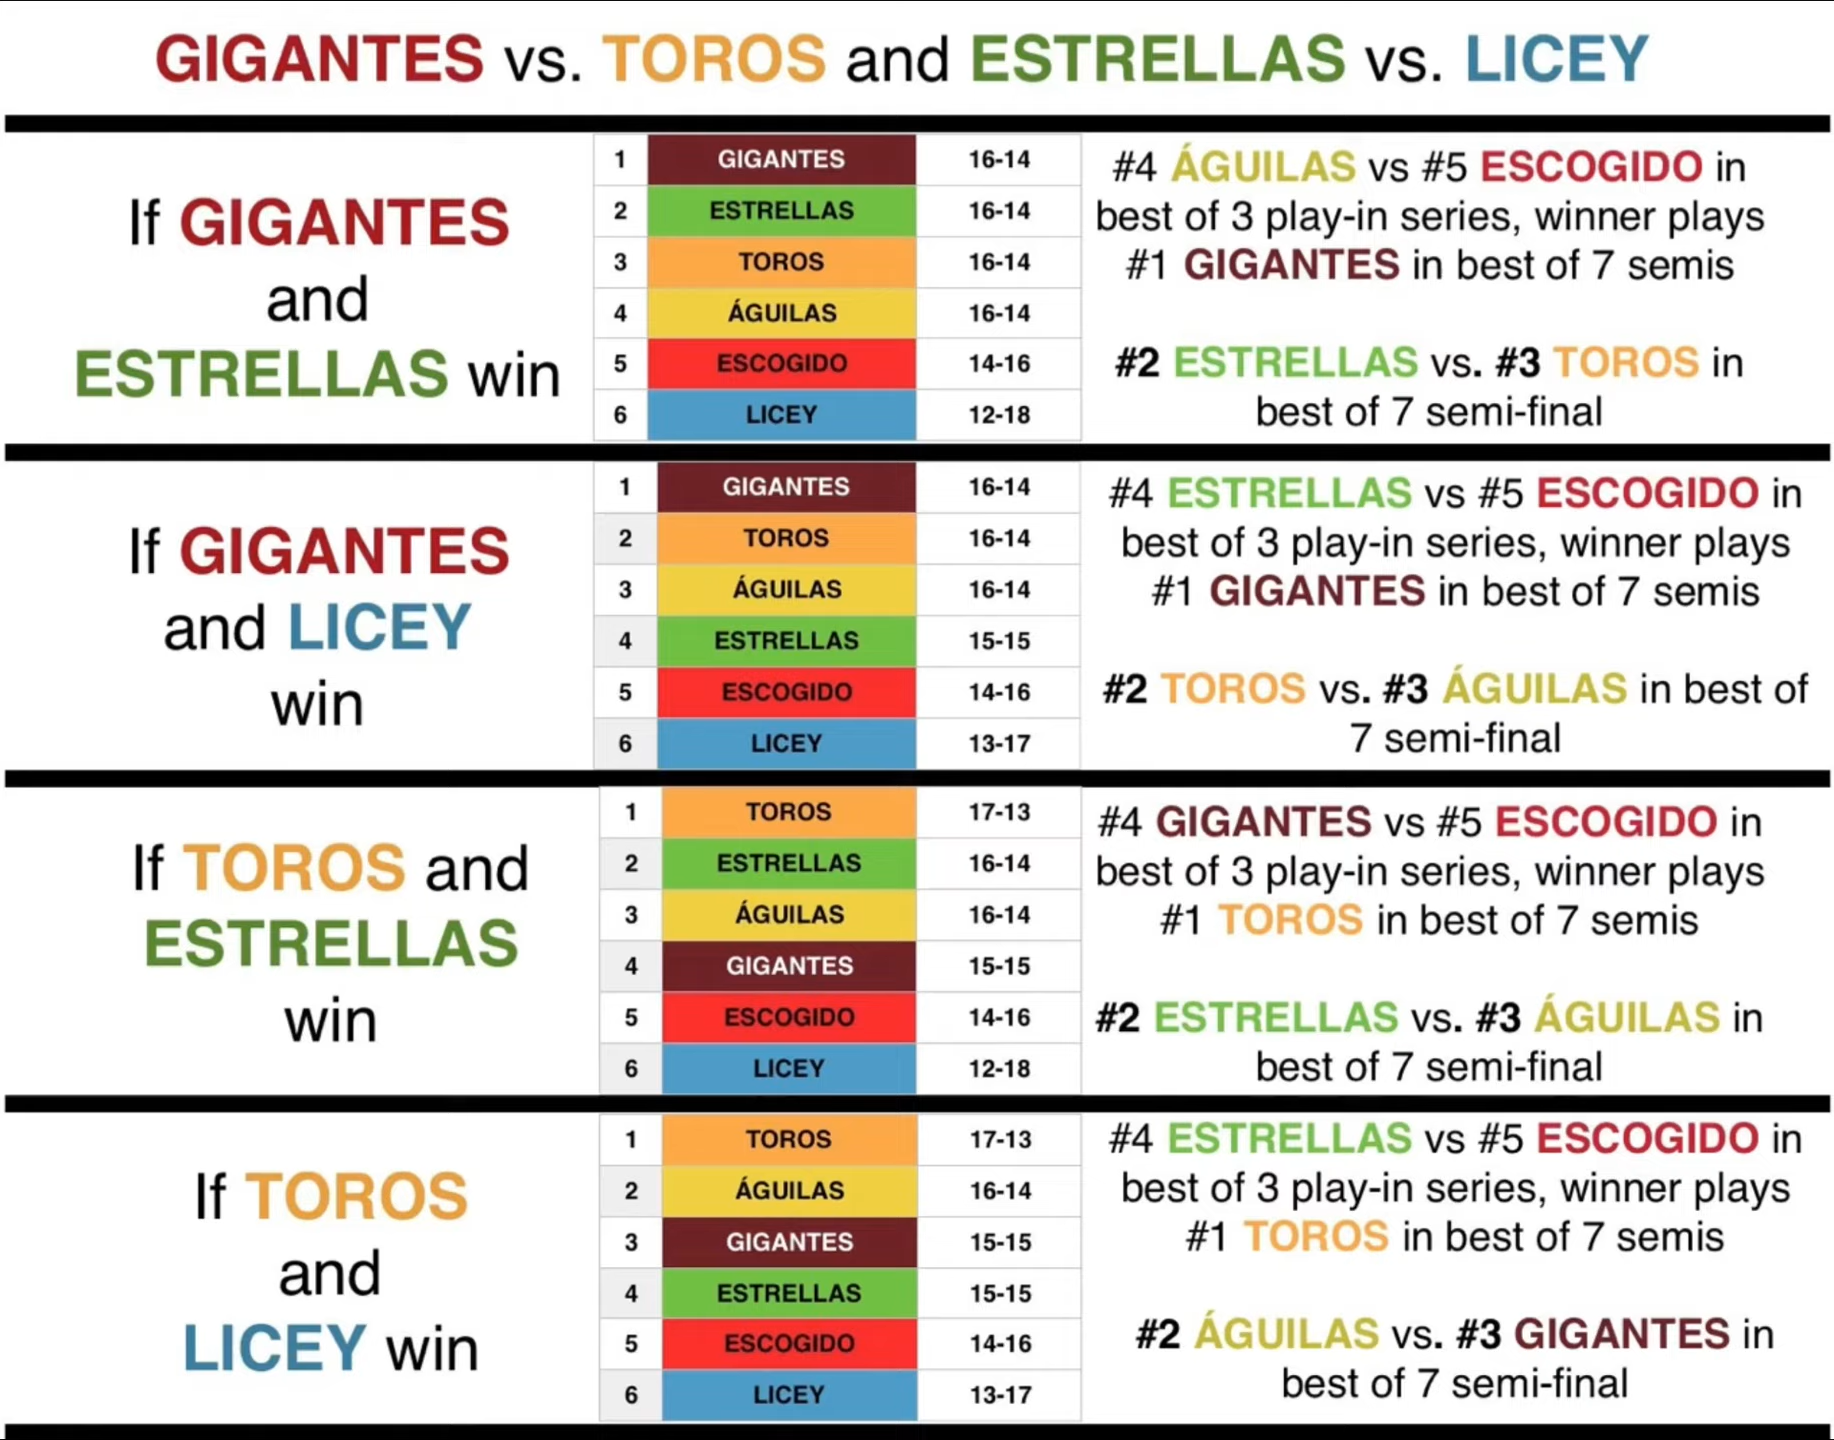 GIGANTES vs. TOROS and ESTRELLAS vs. LICEY
If GIGANTES
and
ESTRELLAS win
1 GIGANTES 16-14
2 ESTRELLAS 16-14
3 TOROS 16-14
4 ÁGUILAS 16-14
5 ESCOGIDO 14-16
6 LICEY 12-18
#4 ÁGUILAS vs #5 ESCOGIDO in
best of 3 play-in series, winner plays
#1 GIGANTES in best of 7 semis
#2 ESTRELLAS vs. #3 TOROS in
best of 7 semi-final
If GIGANTES
and LICEY
win
1 GIGANTES 16-14
2 TOROS 16-14
3 ÁGUILAS 16-14
4 ESTRELLAS 15-15
5 ESCOGIDO 14-16
6 LICEY 13-17
#4 ESTRELLAS vs #5 ESCOGIDO in
best of 3 play-in series, winner plays
#1 GIGANTES in best of 7 semis
#2 TOROS vs. #3 ÁGUILAS in best of
7 semi-final
If TOROS and
ESTRELLAS
win
1 TOROS 17-13
2 ESTRELLAS 16-14
3 ÁGUILAS 16-14
4 GIGANTES 15-15
5 ESCOGIDO 14-16
6 LICEY 12-18
#4 GIGANTES vs #5 ESCOGIDO in
best of 3 play-in series, winner plays
#1 TOROS in best of 7 semis
#2 ESTRELLAS vs. #3 ÁGUILAS in
best of 7 semi-final
If TOROS
and
LICEY win
1 TOROS 17-13
2 ÁGUILAS 16-14
3 GIGANTES 15-15
4 ESTRELLAS 15-15
5 ESCOGIDO 14-16
6 LICEY 13-17
#4 ESTRELLAS vs #5 ESCOGIDO in
best of 3 play-in series, winner plays
#1 TOROS in best of 7 semis
#2 ÁGUILAS vs. #3 GIGANTES in
best of 7 semi-final